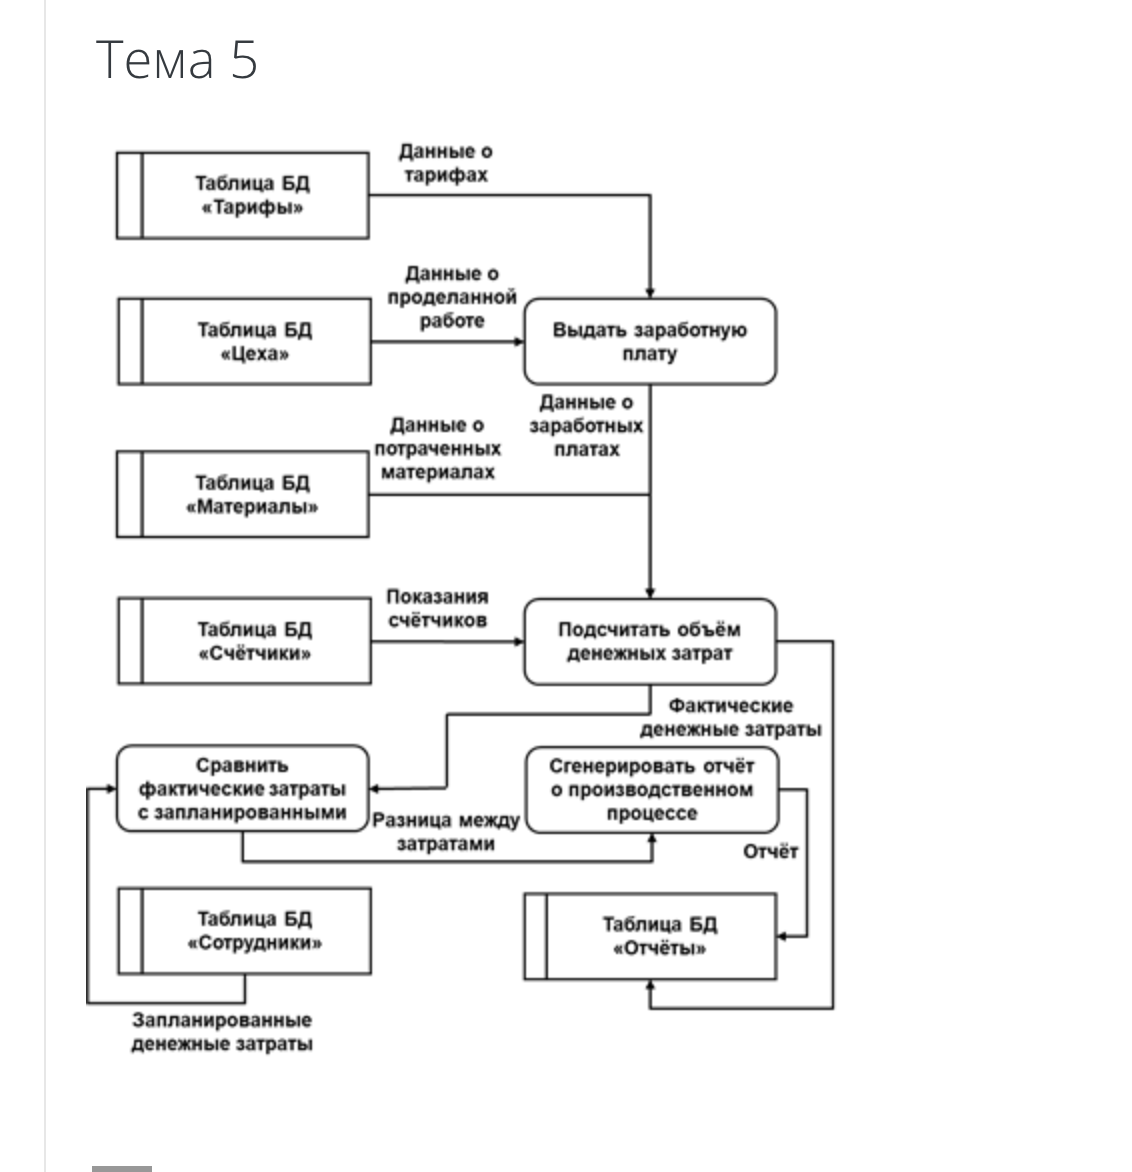 Тема 5
Данные о
тарифах
Таблица БД
«Тарифы»
Данные о
проделанной
работе
Таблица БД
«Цеха»
Выдать заработную
плату
Данные о
заработных
платах
Данные о
потраченных
материалах
Таблица БД
«Материалы»
Показания
счётчиков
Таблица БД
«Счётчики»
Подсчитать объём
денежных затрат
Фактические
денежные затраты
Сравнить
фактические затраты
с запланированными
Сгенерировать отчёт
о производственном
процессе
Разница между
затратами
Отчёт
Таблица БД
«Сотрудники»
Таблица БД
«Отчёты»
Запланированные
денежные затраты